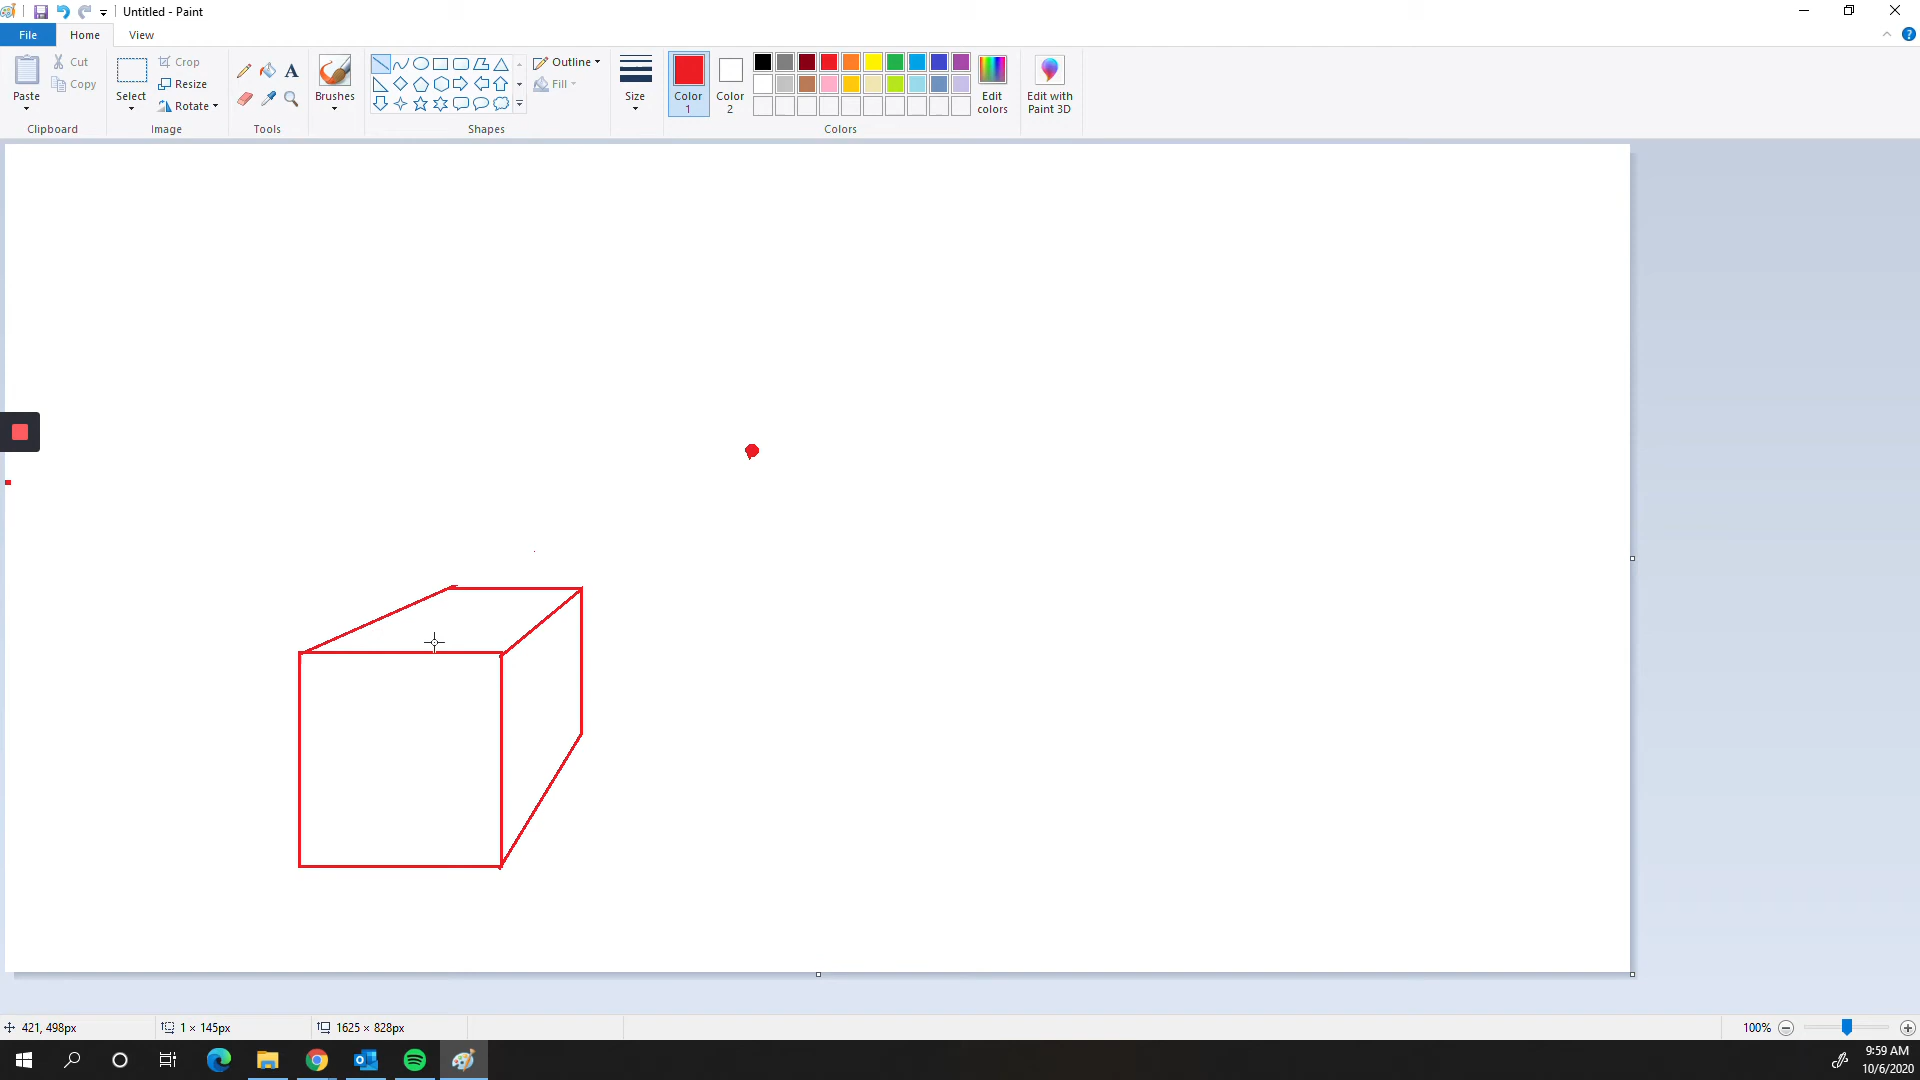 Untitled - Paint
File Home View
Paste
Cut
Copy
Clipboard
Select
Crop
Resize
Rotate
Image
A
Tools
Brushes
Outline
Fill
Shapes
Size
Color 1
Color 2
Edit colors
Colors
Edit with Paint 3D
?
421, 498px 1 × 145px 1625 × 828px 100%
9:59 AM
10/6/2020